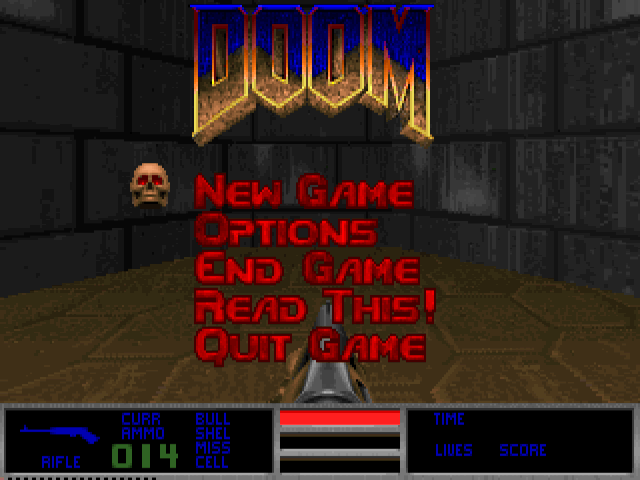 DOOM
New Game
Options
End Game
Read This!
Quit Game
CURR AMMO
014
RIFLE
BULL
SHEL
MISS
CELL
TIME
LIVES SCORE